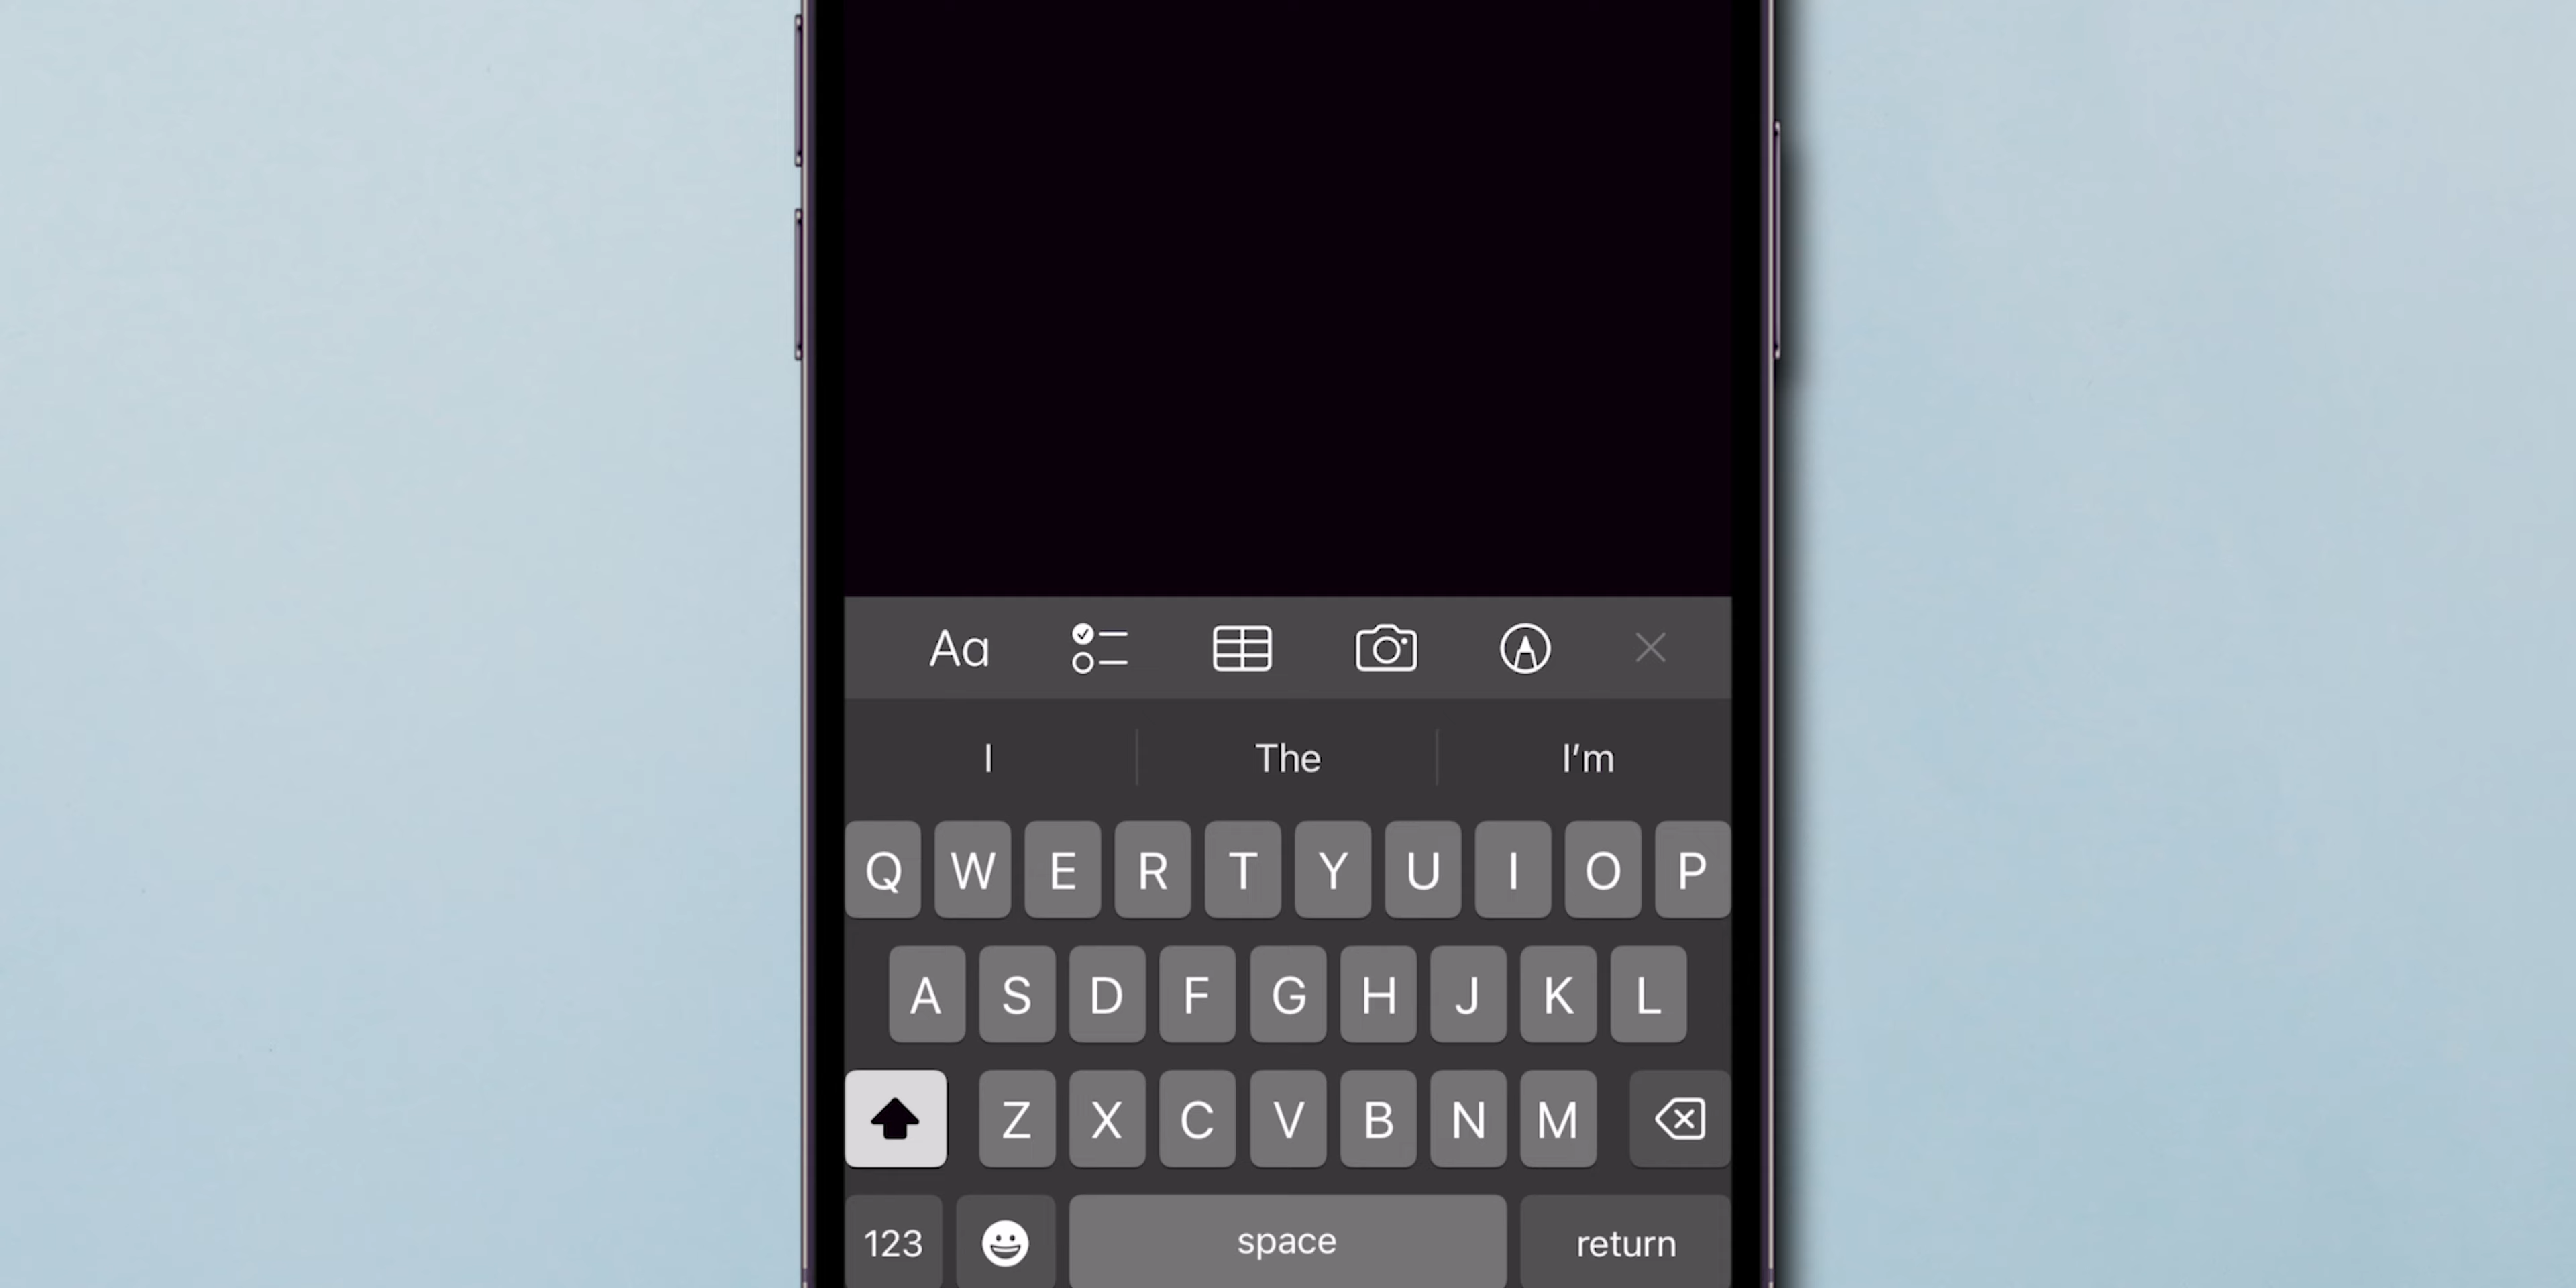 Aa
I The I'm
Q W E R T Y U I O P
A S D F G H J K L
Z X C V B N M
123 space return